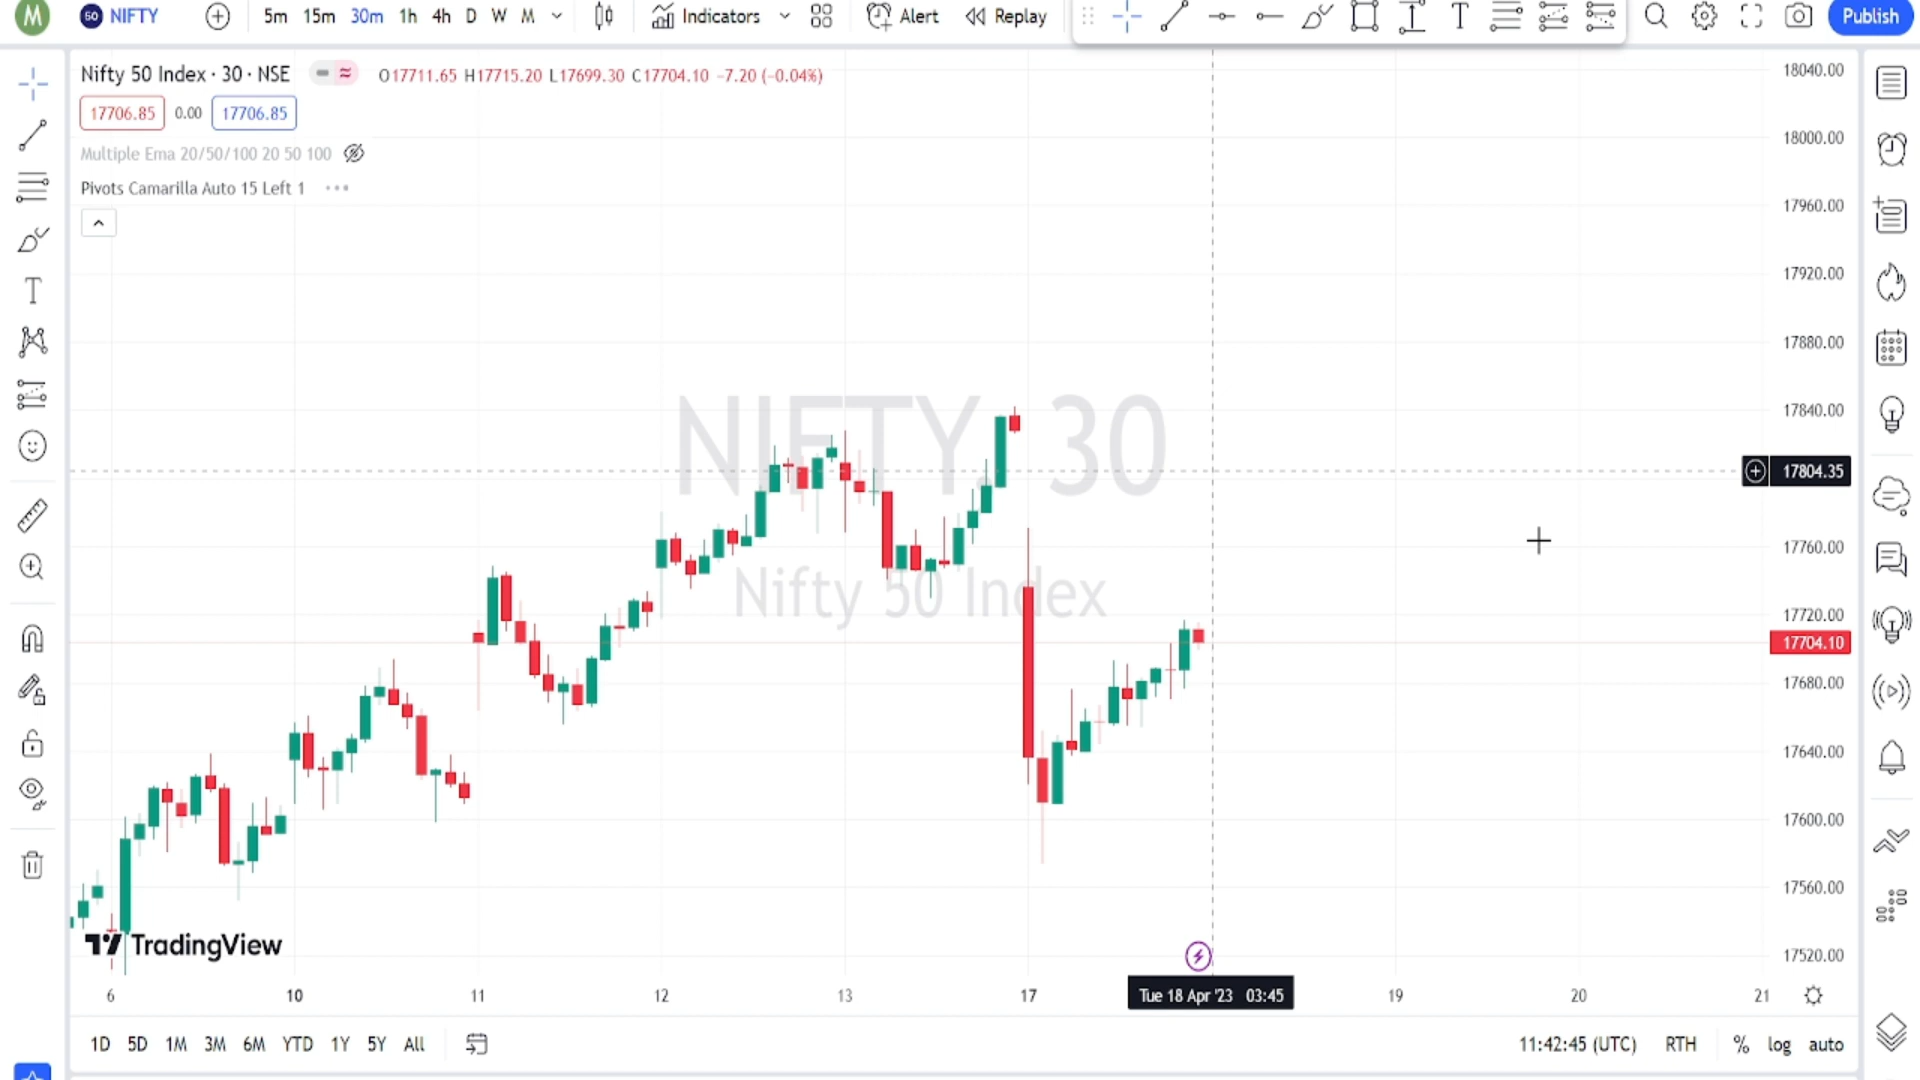 M 50 NIFTY 5m 15m 30m 1h 4h D W M Indicators Alert Replay T Publish
Nifty 50 Index · 30 · NSE O17711.65 H17715.20 L17699.30 C17704.10 −7.20 (−0.04%)
17706.85 0.00 17706.85
Multiple Ema 20/50/100 20 50 100
Pivots Camarilla Auto 15 Left 1
NIFTY, 30
Nifty 50 Index
18040.00
18000.00
17960.00
17920.00
17880.00
17840.00
17804.35
17760.00
17720.00
17704.10
17680.00
17640.00
17600.00
17560.00
17520.00
TradingView
6 10 11 12 13 17 Tue 18 Apr '23 03:45 19 20 21
1D 5D 1M 3M 6M YTD 1Y 5Y All 11:42:45 (UTC) RTH % log auto